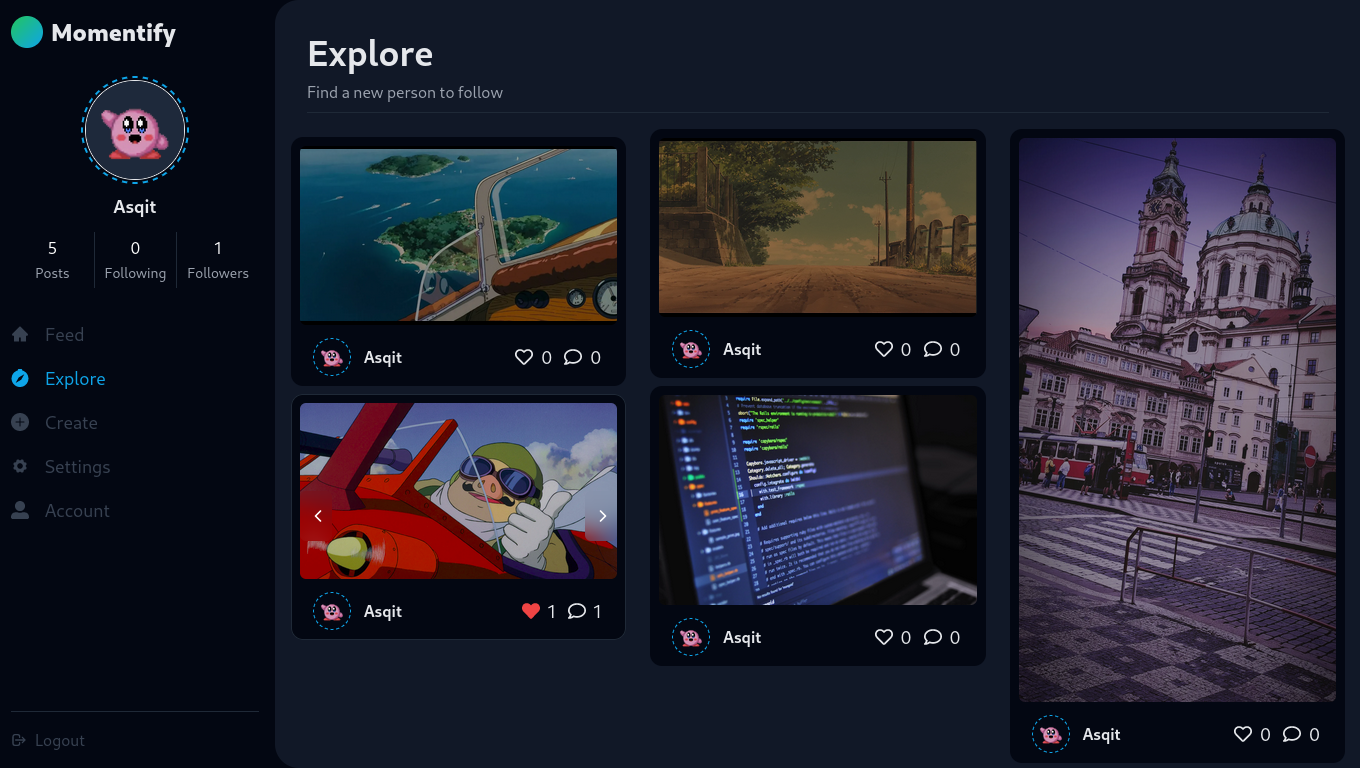 Momentify
Asqit
5
Posts
0
Following
1
Followers
Feed
Explore
Create
Settings
Account
Logout
Explore
Find a new person to follow
Asqit
0
0
Asqit
1
1
Asqit
0
0
Asqit
0
0
Asqit
0
0